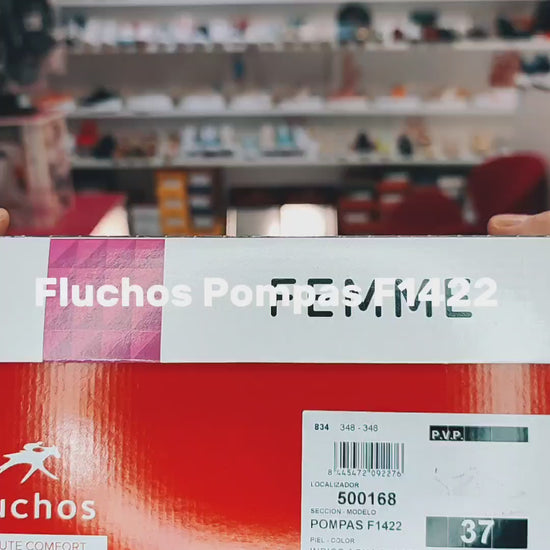 Fluchos Pompas F1422
FEMME
834 348 - 348
P.V.P.
8 445472 092276
LOCALIZADOR
500168
SECCION - MODELO
POMPAS F1422
37
PIEL - COLOR
uchos
UTE COMFORT